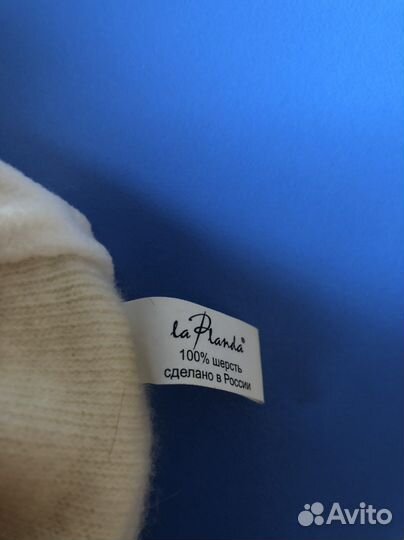 la Planda®
100% шерсть
сделано в России
Avito